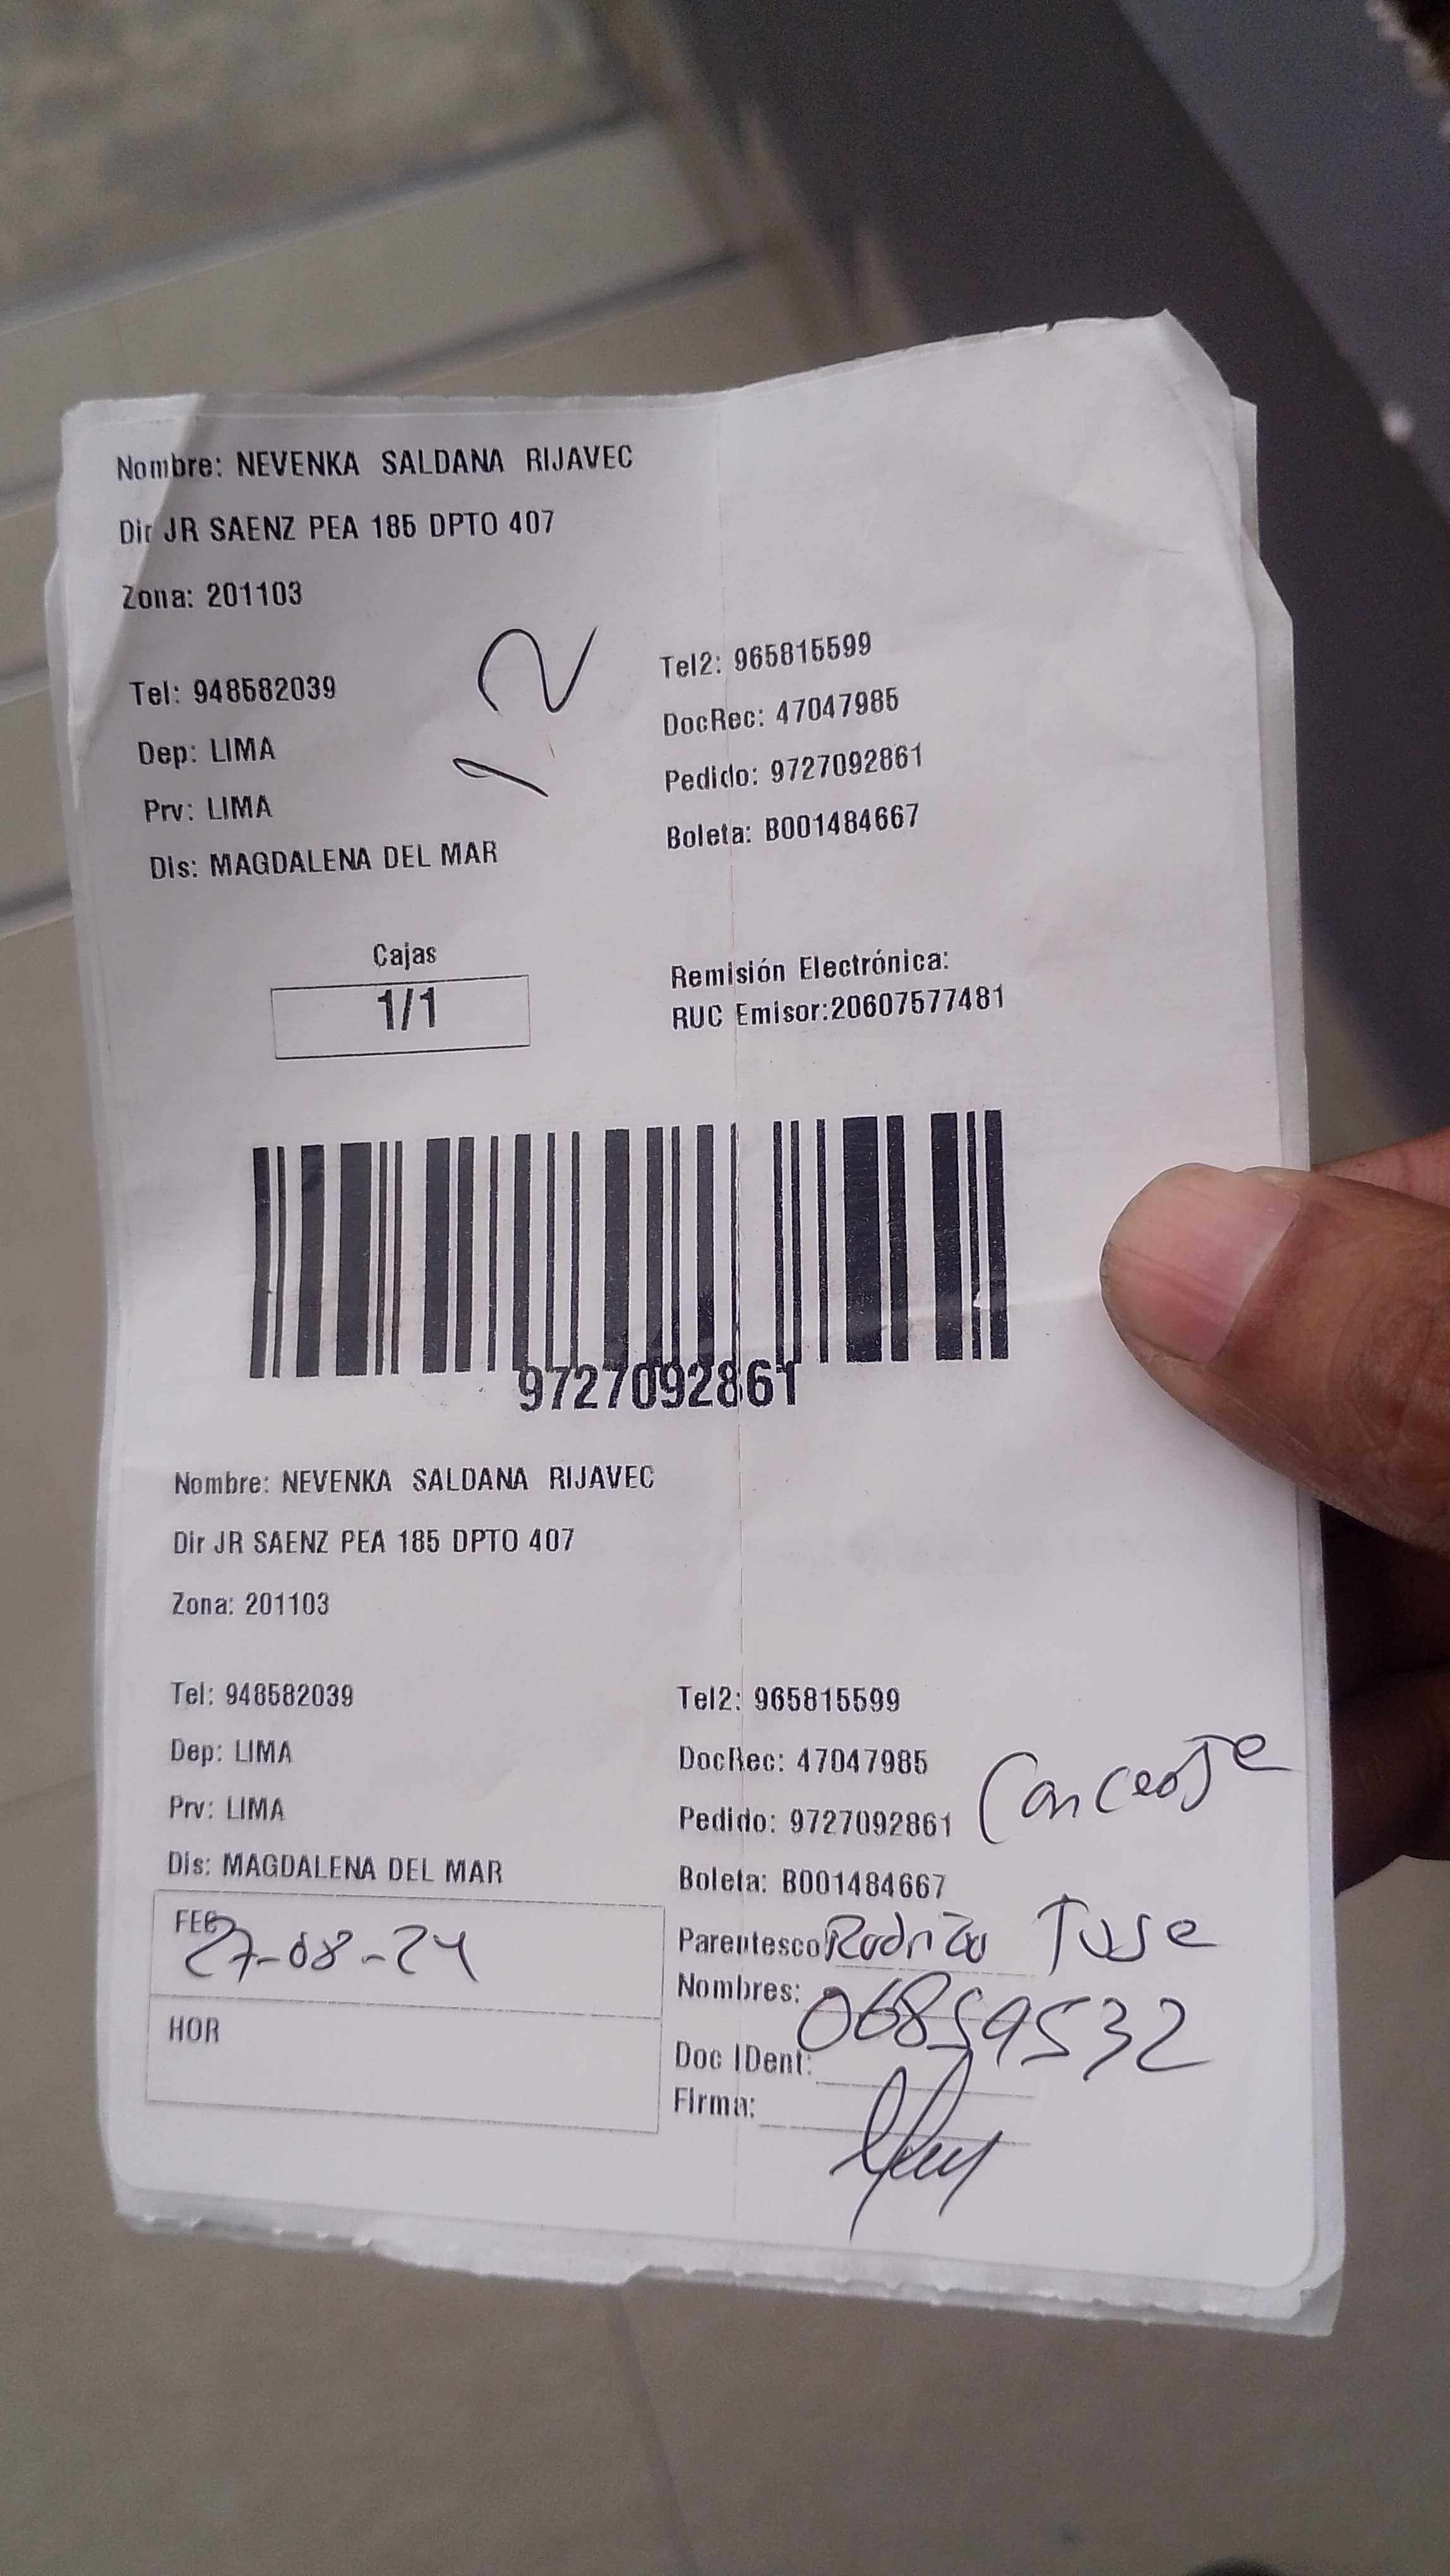 Nombre: NEVENKA SALDANA RIJAVEC
Dir JR SAENZ PEA 185 DPTO 407
Zona: 201103
12
Tel: 948582039
Tel2: 965815599
Dep: LIMA
DocRec: 47047985
Prv: LIMA
Pedido: 9727092861
Dis: MAGDALENA DEL MAR
Boleta: B001484667
Cajas
1/1
Remisión Electrónica:
RUC Emisor:20607577481
9727092861
Nombre: NEVENKA SALDANA RIJAVEC
Dir JR SAENZ PEA 185 DPTO 407
Zona: 201103
Tel: 948582039
Tel2: 965815599
Dep: LIMA
DocRec: 47047985
Prv: LIMA
Pedido: 9727092861
Conceoje
Dis: MAGDALENA DEL MAR
Boleta: B001484667
FEC
27-08-24
Parentesco
Nombres:
HOR
Doc IDent:
06859532
Firma: